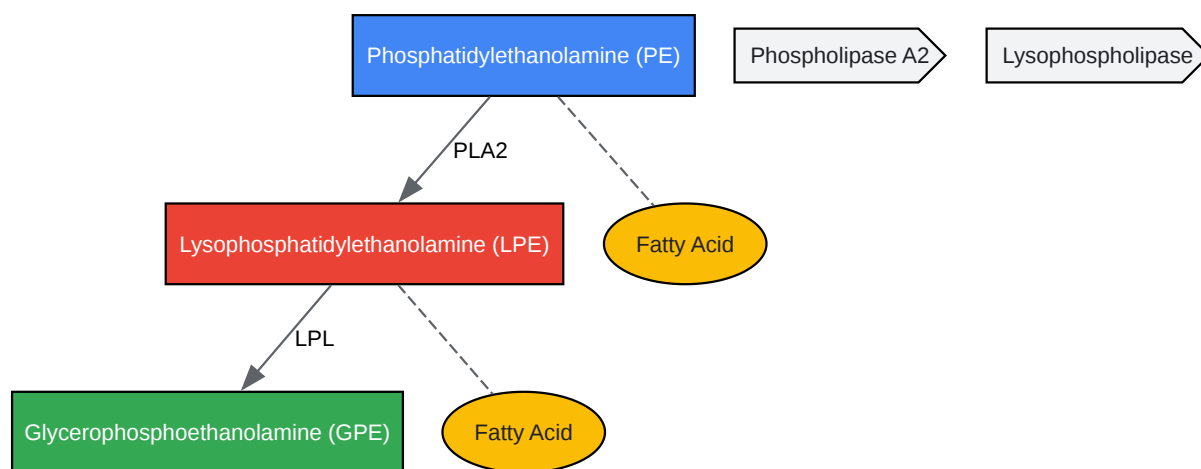 Phosphatidylethanolamine (PE)
Phospholipase A2
Lysophospholipase
PLA2
Lysophosphatidylethanolamine (LPE)
Fatty Acid
LPL
Glycerophosphoethanolamine (GPE)
Fatty Acid